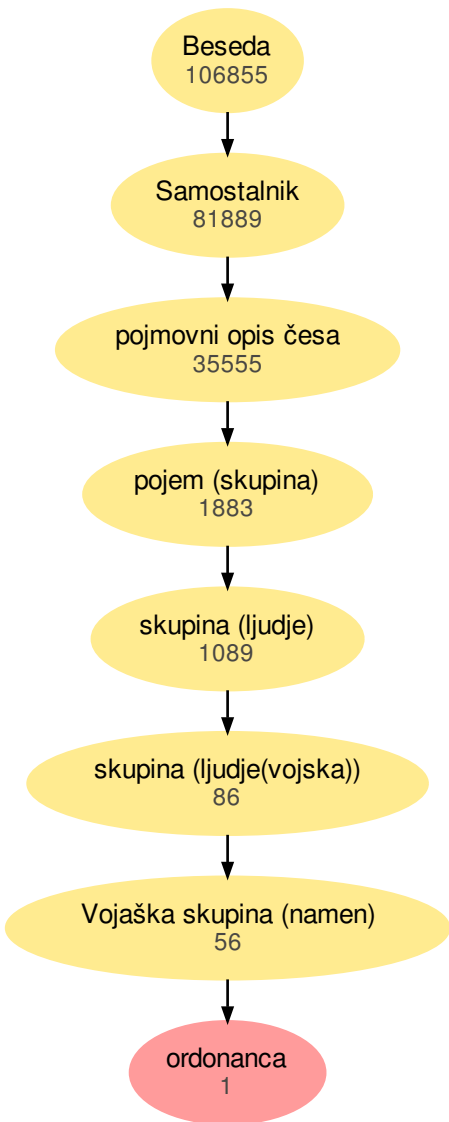 Beseda
106855
Samostalnik
81889
pojmovni opis česa
35555
pojem (skupina)
1883
skupina (ljudje)
1089
skupina (ljudje(vojska))
86
Vojaška skupina (namen)
56
ordonanca
1